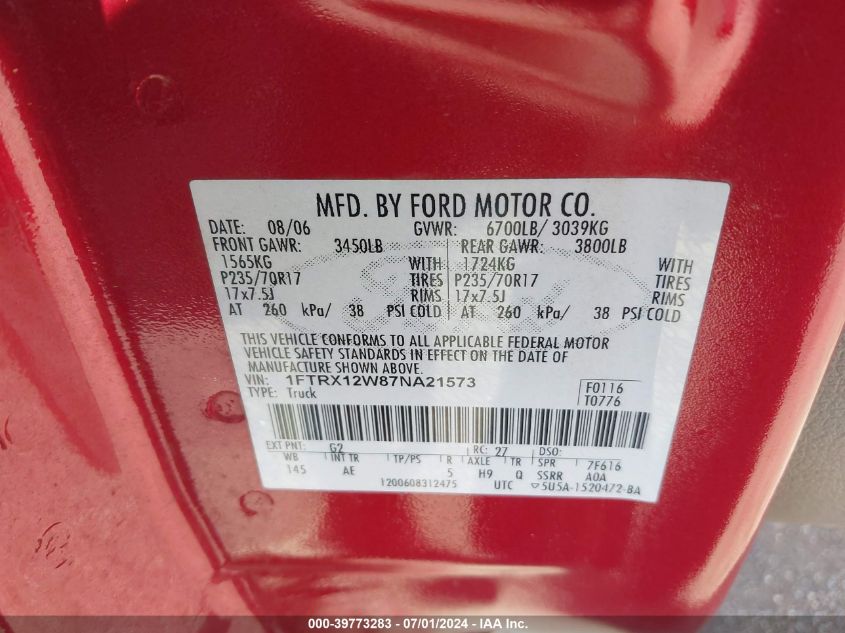 MFD. BY FORD MOTOR CO.
DATE: 08/06 GVWR: 6700LB/ 3039KG
FRONT GAWR: 3450LB REAR GAWR: 3800LB
1565KG WITH 1724KG WITH
P235/70R17 TIRES P235/70R17 TIRES
17x7.5J RIMS 17x7.5J RIMS
AT 260 kPa/ 38 PSI COLD AT 260 kPa/ 38 PSI COLD
THIS VEHICLE CONFORMS TO ALL APPLICABLE FEDERAL MOTOR
VEHICLE SAFETY STANDARDS IN EFFECT ON THE DATE OF
MANUFACTURE SHOWN ABOVE.
VIN: 1FTRX12W87NA21573 F0116
TYPE: Truck T0776
EXT PNT: G2 RC: 27 DSO:
WB INT TR TP/PS R AXLE TR SPR 7F616
145 AE 5 H9 Q SSRR A0A
1200608312475 UTC ▽5U5A-1520472-BA
000-39773283 - 07/01/2024 - IAA Inc.